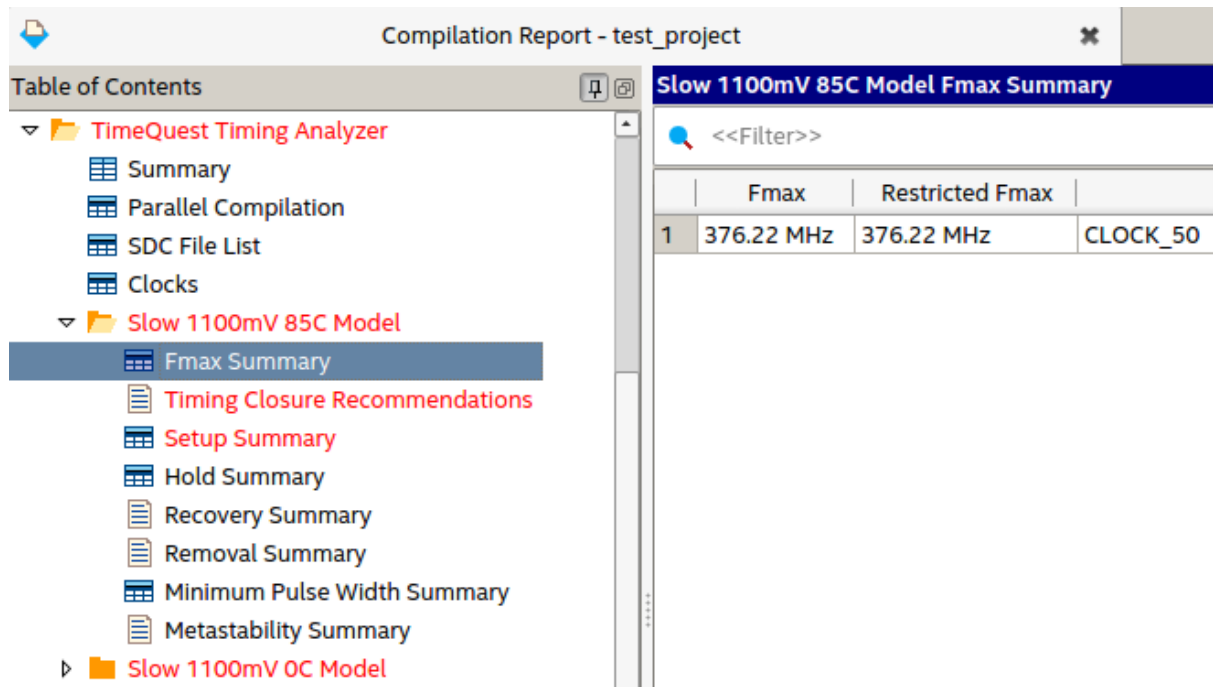 Compilation Report - test_project
Table of Contents
TimeQuest Timing Analyzer
Summary
Parallel Compilation
SDC File List
Clocks
Slow 1100mV 85C Model
Fmax Summary
Timing Closure Recommendations
Setup Summary
Hold Summary
Recovery Summary
Removal Summary
Minimum Pulse Width Summary
Metastability Summary
Slow 1100mV 0C Model
Slow 1100mV 85C Model Fmax Summary
<<Filter>>
Fmax Restricted Fmax
1 376.22 MHz 376.22 MHz CLOCK_50